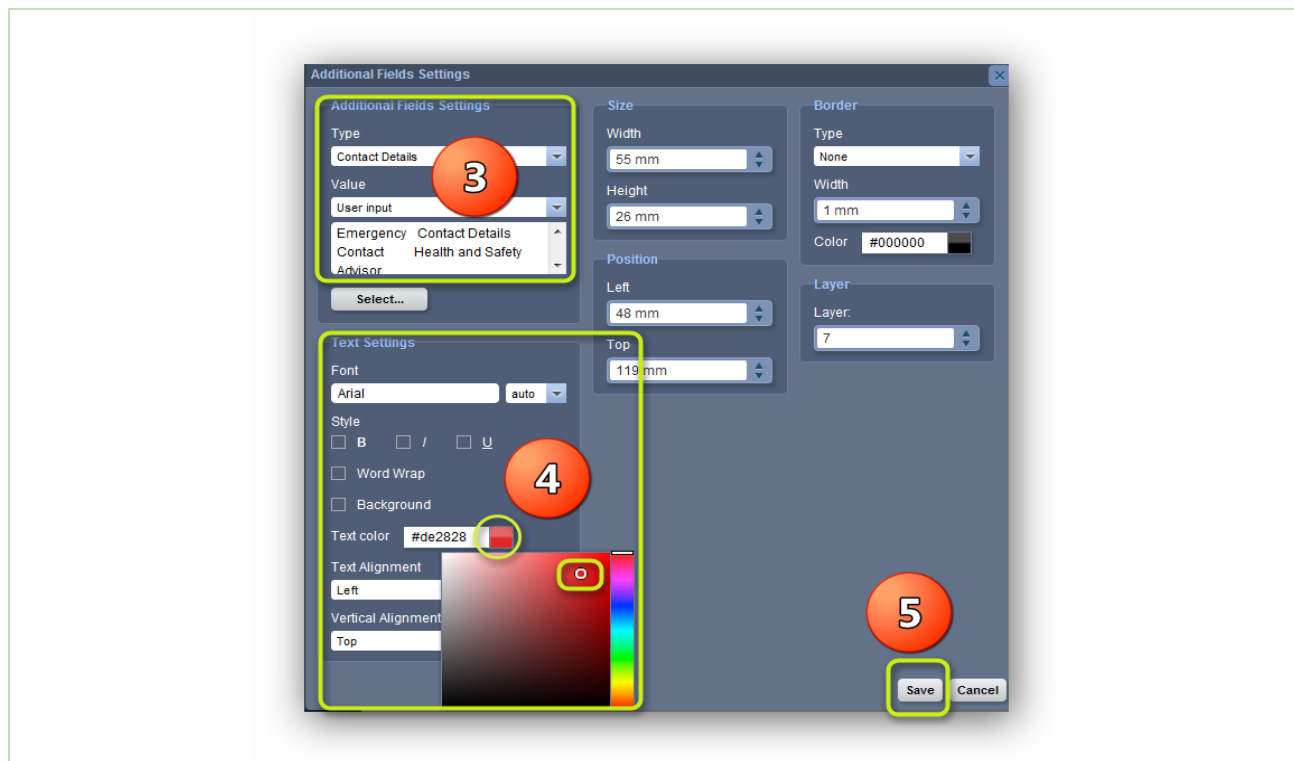 Additional Fields Settings
Additional Fields Settings
Type
Contact Details
3
Value
User input
Emergency Contact Details
Contact Health and Safety
Advisor
Select...
Text Settings
Font
Arial auto
Style
B I U
4
Word Wrap
Background
Text color #de2828
Text Alignment
Left
Vertical Alignment
Top
Size
Width
55 mm
Height
26 mm
Position
Left
48 mm
Top
119 mm
Border
Type
None
Width
1 mm
Color #000000
Layer
Layer:
7
5
Save Cancel